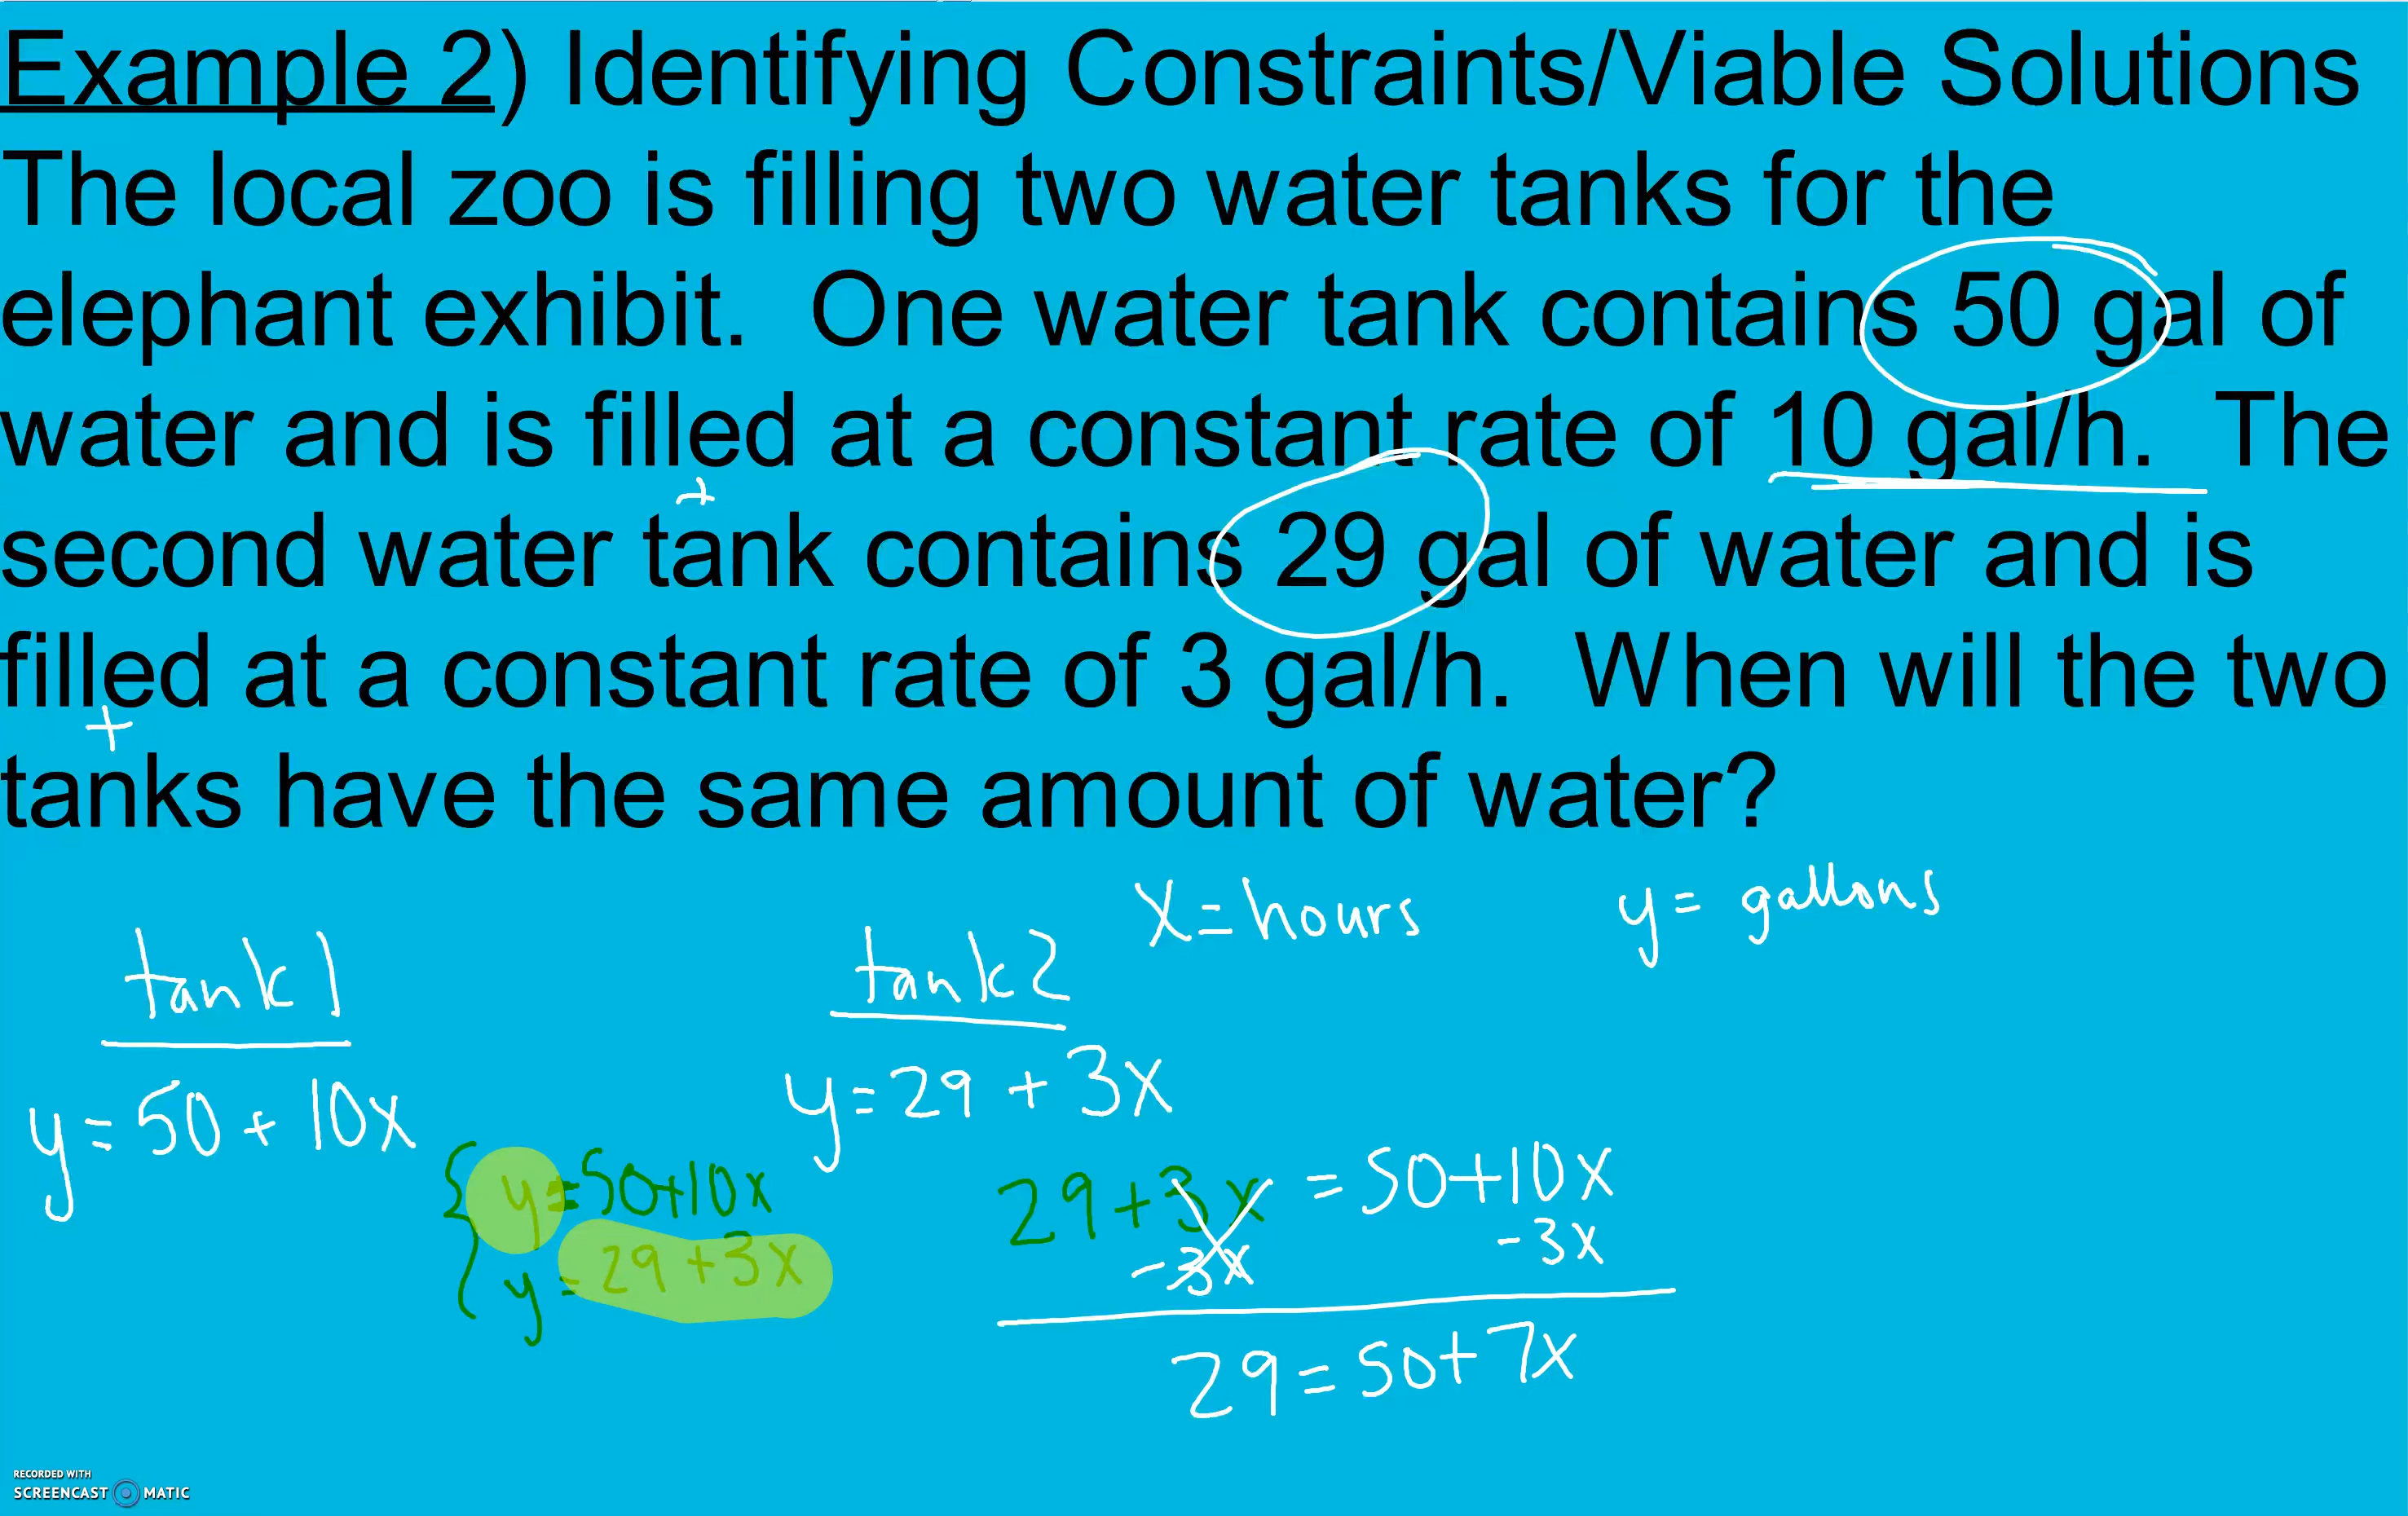 Example 2) Identifying Constraints/Viable Solutions
The local zoo is filling two water tanks for the
elephant exhibit. One water tank contains 50 gal of
water and is filled at a constant rate of 10 gal/h. The
+
second water tank contains 29 gal of water and is
filled at a constant rate of 3 gal/h. When will the two
+
tanks have the same amount of water?
x = hours y = gallons
tank 1 tank 2
y = 50 + 10x y = 29 + 3x
{ y = 50 + 10x
y = 29 + 3x
29 + 3x = 50 + 10x
- 3x - 3x
29 = 50 + 7x
RECORDED WITH
SCREENCAST MATIC